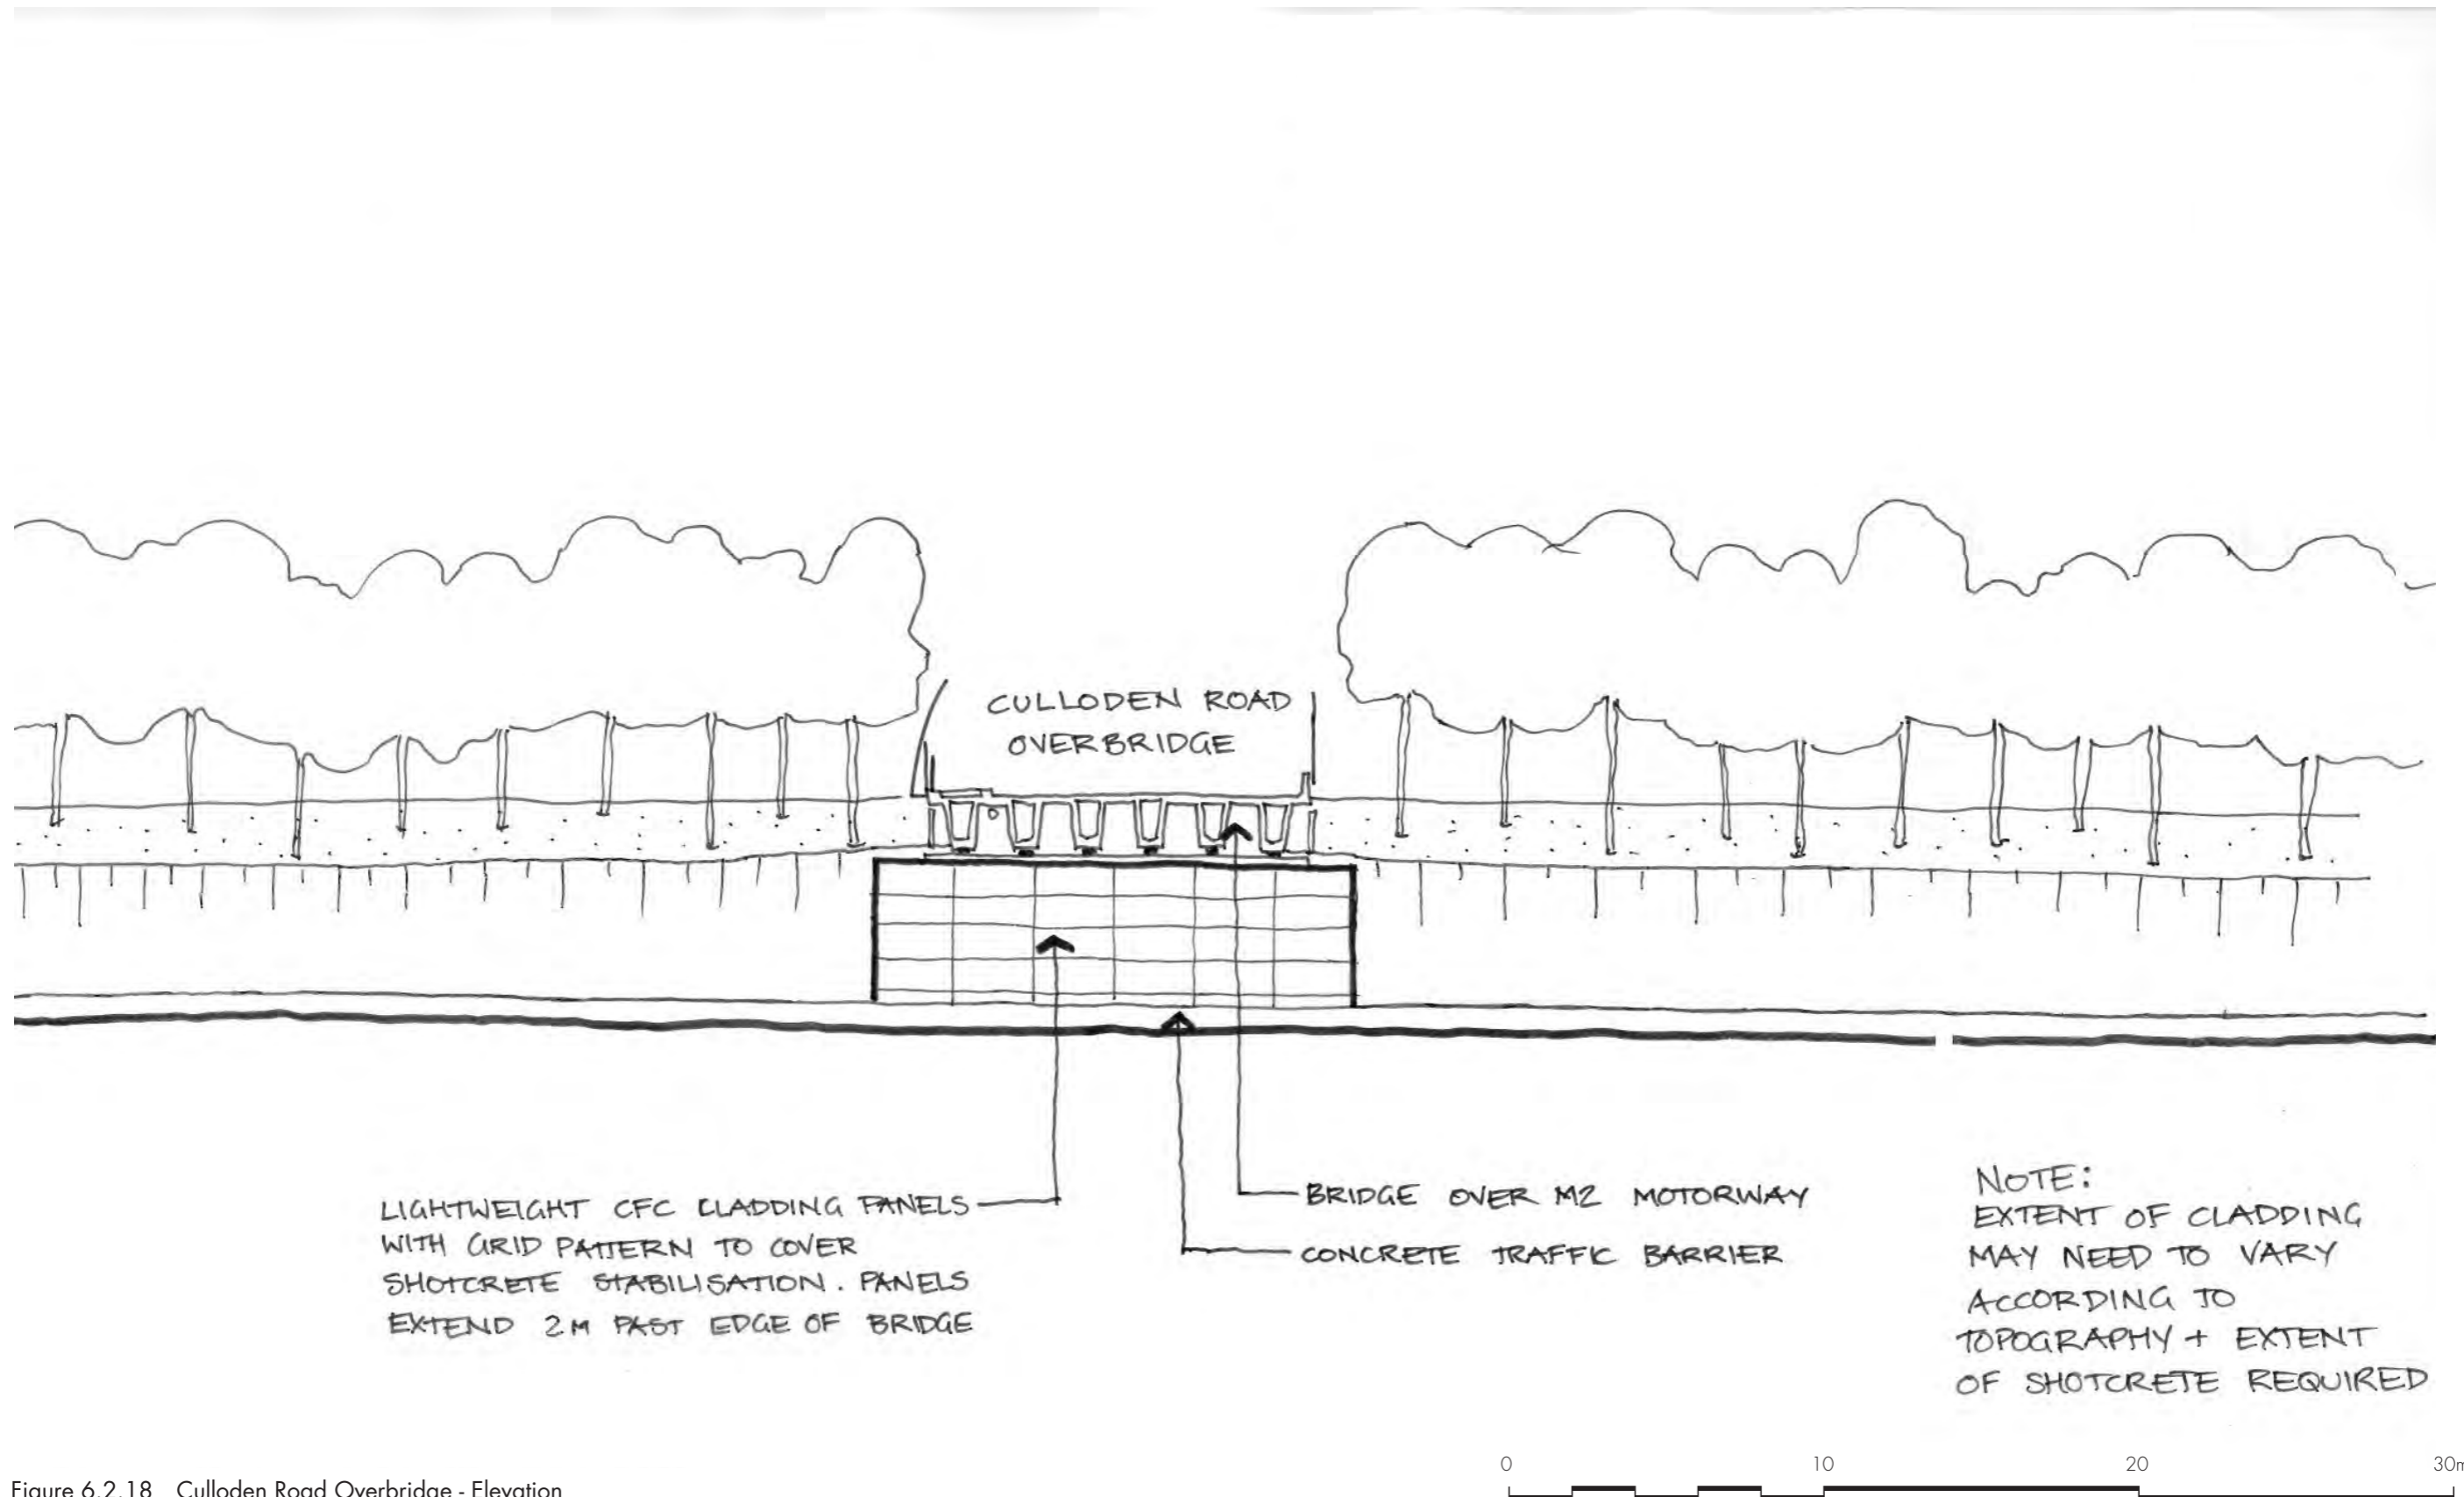 CULLODEN ROAD
OVERBRIDGE
LIGHTWEIGHT CFC CLADDING PANELS
WITH GRID PATTERN TO COVER
SHOTCRETE STABILISATION. PANELS
EXTEND 2M PAST EDGE OF BRIDGE
BRIDGE OVER M2 MOTORWAY
CONCRETE TRAFFIC BARRIER
NOTE:
EXTENT OF CLADDING
MAY NEED TO VARY
ACCORDING TO
TOPOGRAPHY + EXTENT
OF SHOTCRETE REQUIRED
0 10 20 30m
Figure 6.2.18 Culloden Road Overbridge - Elevation